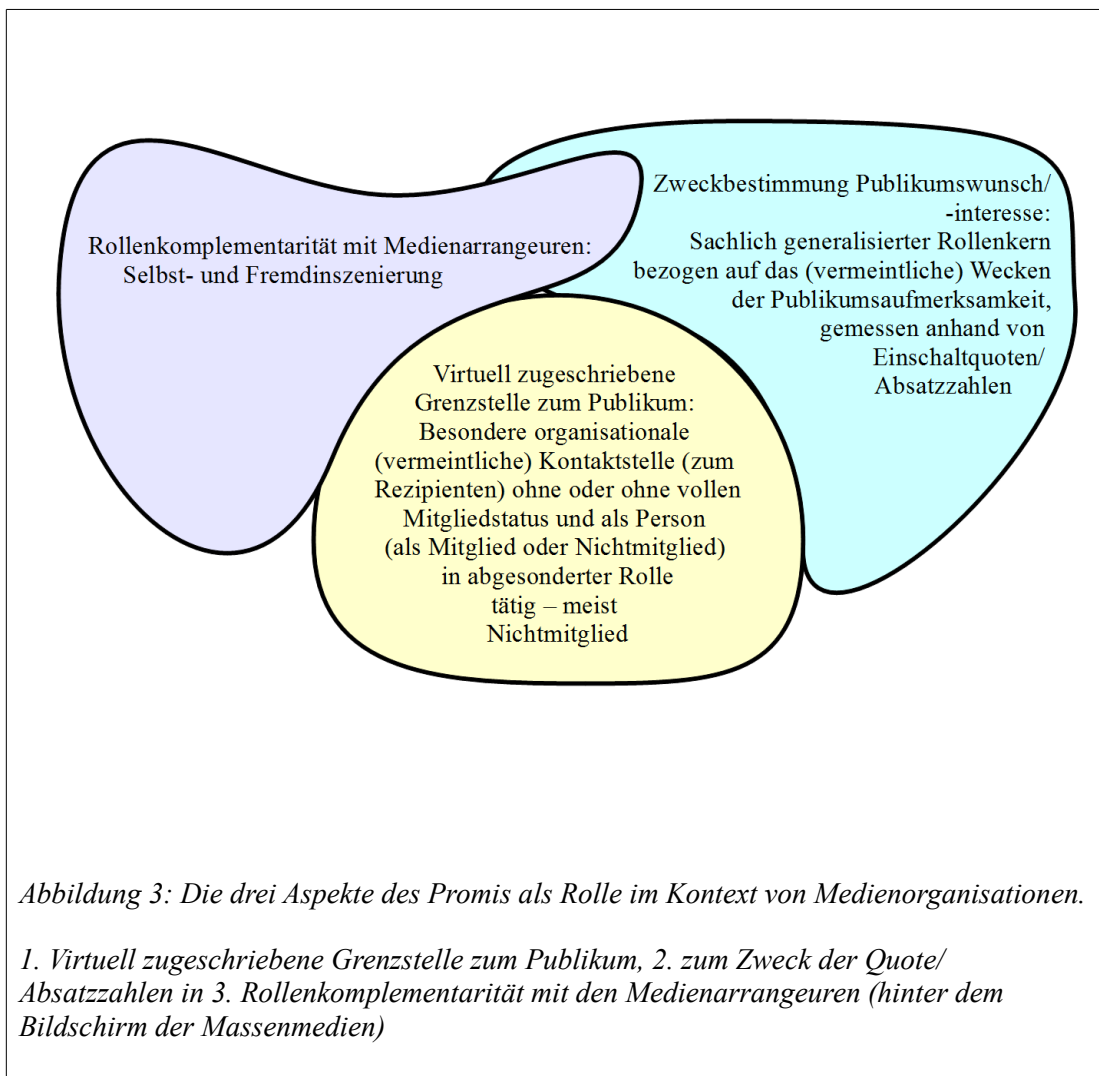 Rollenkomplementarität mit Medienarrangeuren:
Selbst- und Fremdinszenierung
Zweckbestimmung Publikumswunsch/
-interesse:
Sachlich generalisierter Rollenkern
bezogen auf das (vermeintliche) Wecken
der Publikumsaufmerksamkeit,
gemessen anhand von
Einschaltquoten/
Absatzzahlen
Virtuell zugeschriebene
Grenzstelle zum Publikum:
Besondere organisationale
(vermeintliche) Kontaktstelle (zum
Rezipienten) ohne oder ohne vollen
Mitgliedstatus und als Person
(als Mitglied oder Nichtmitglied)
in abgesonderter Rolle
tätig – meist
Nichtmitglied
Abbildung 3: Die drei Aspekte des Promis als Rolle im Kontext von Medienorganisationen.
1. Virtuell zugeschriebene Grenzstelle zum Publikum, 2. zum Zweck der Quote/
Absatzzahlen in 3. Rollenkomplementarität mit den Medienarrangeuren (hinter dem
Bildschirm der Massenmedien)